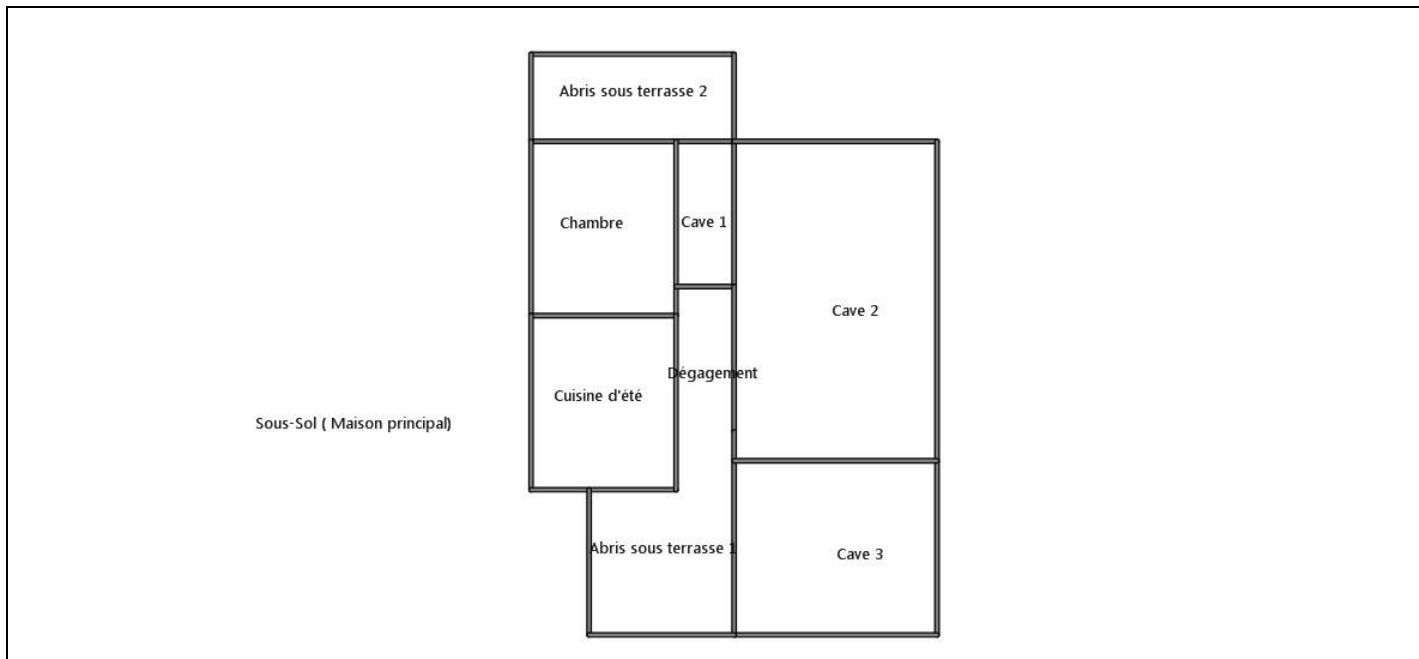 Abris sous terrasse 2
Chambre
Cave 1
Cave 2
Dégagement
Cuisine d'été
Sous-Sol ( Maison principal)
Abris sous terrasse 1
Cave 3